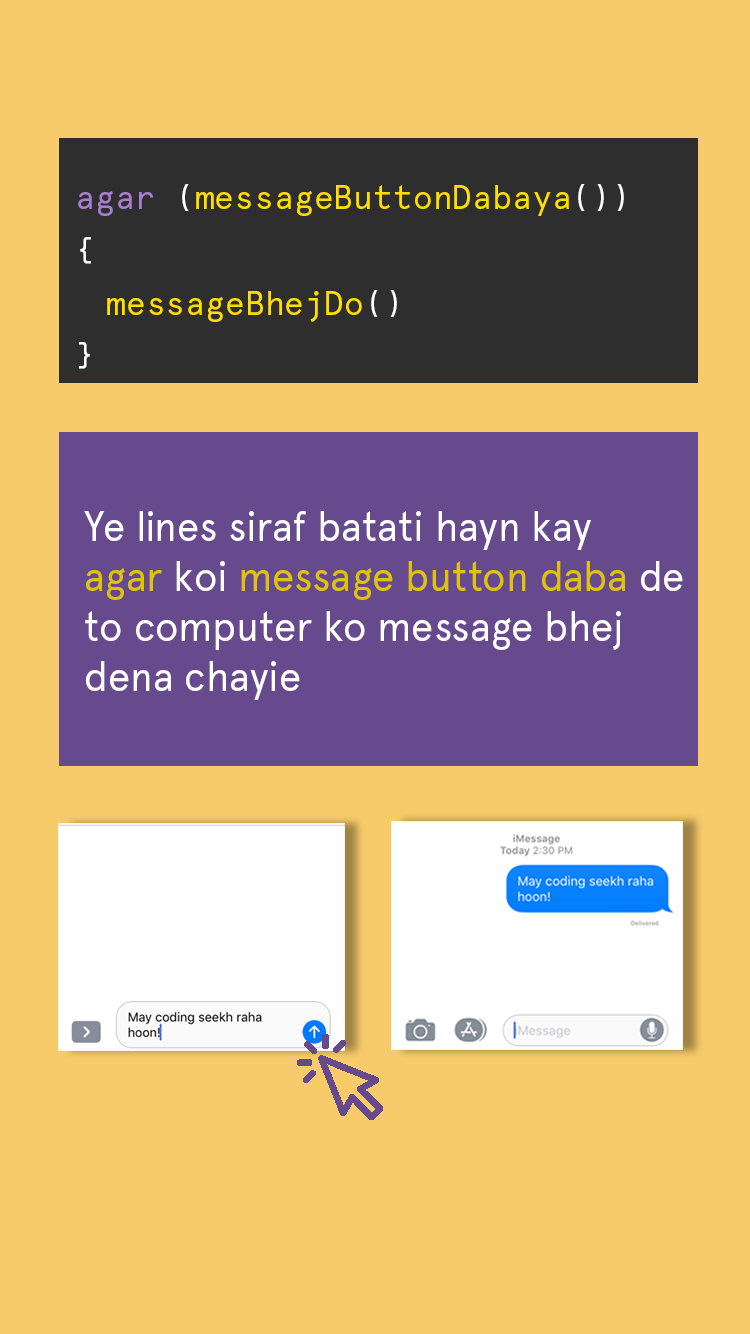 agar (messageButtonDabaya())
{
messageBhejDo()
}
Ye lines siraf batati hayn kay
agar koi message button daba de
to computer ko message bhej
dena chayie
May coding seekh raha
hoon!
iMessage
Today 2:30 PM
May coding seekh raha
hoon!
Delivered
iMessage